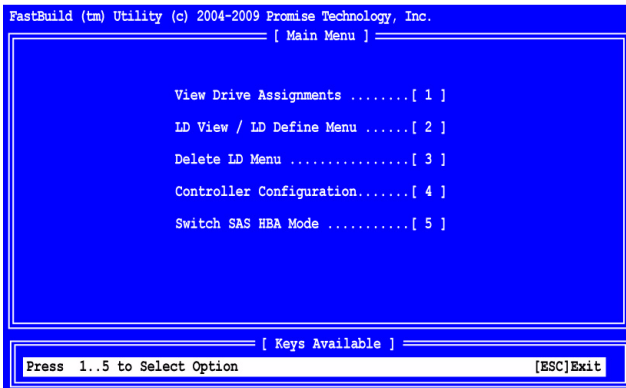 FastBuild (tm) Utility (c) 2004-2009 Promise Technology, Inc.
[ Main Menu ]
View Drive Assignments ........[ 1 ]
LD View / LD Define Menu ......[ 2 ]
Delete LD Menu ................[ 3 ]
Controller Configuration.......[ 4 ]
Switch SAS HBA Mode ...........[ 5 ]
[ Keys Available ]
Press 1..5 to Select Option [ESC]Exit